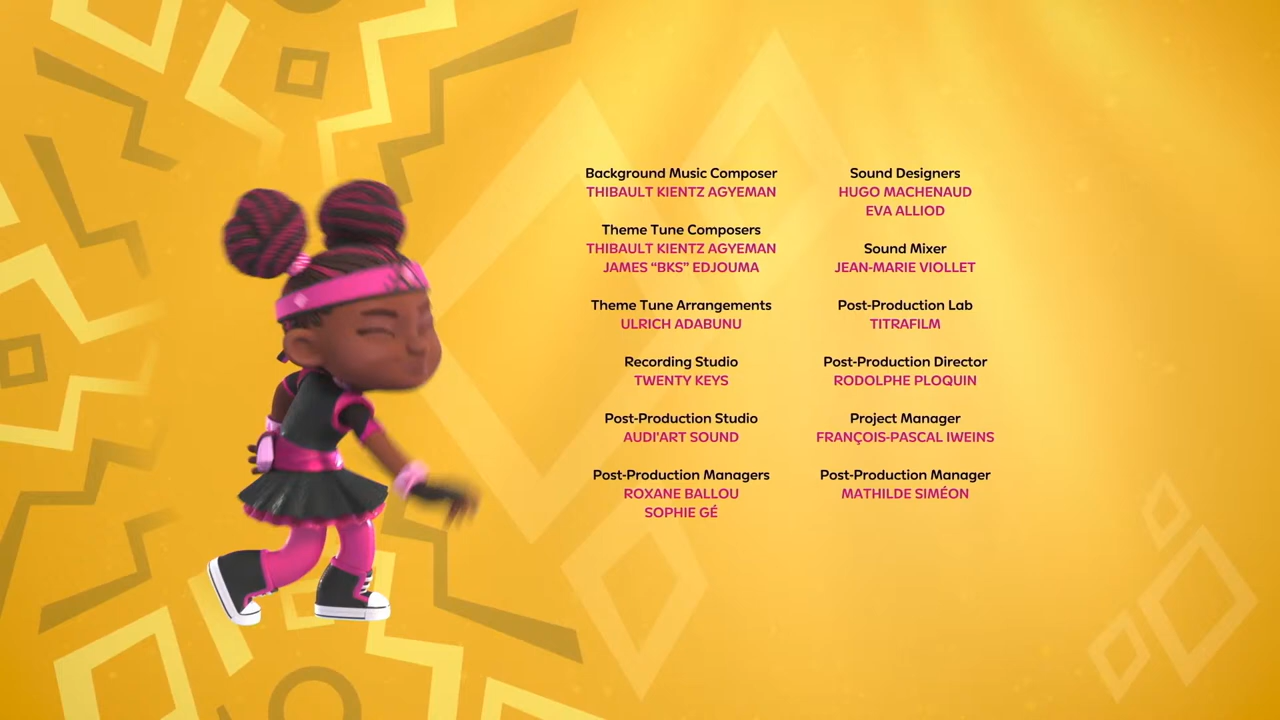 Background Music Composer
THIBAULT KIENTZ AGYEMAN
Theme Tune Composers
THIBAULT KIENTZ AGYEMAN
JAMES “BKS” EDJOUMA
Theme Tune Arrangements
ULRICH ADABUNU
Recording Studio
TWENTY KEYS
Post-Production Studio
AUDI'ART SOUND
Post-Production Managers
ROXANE BALLOU
SOPHIE GÉ
Sound Designers
HUGO MACHENAUD
EVA ALLIOD
Sound Mixer
JEAN-MARIE VIOLLET
Post-Production Lab
TITRAFILM
Post-Production Director
RODOLPHE PLOQUIN
Project Manager
FRANÇOIS-PASCAL IWEINS
Post-Production Manager
MATHILDE SIMÉON